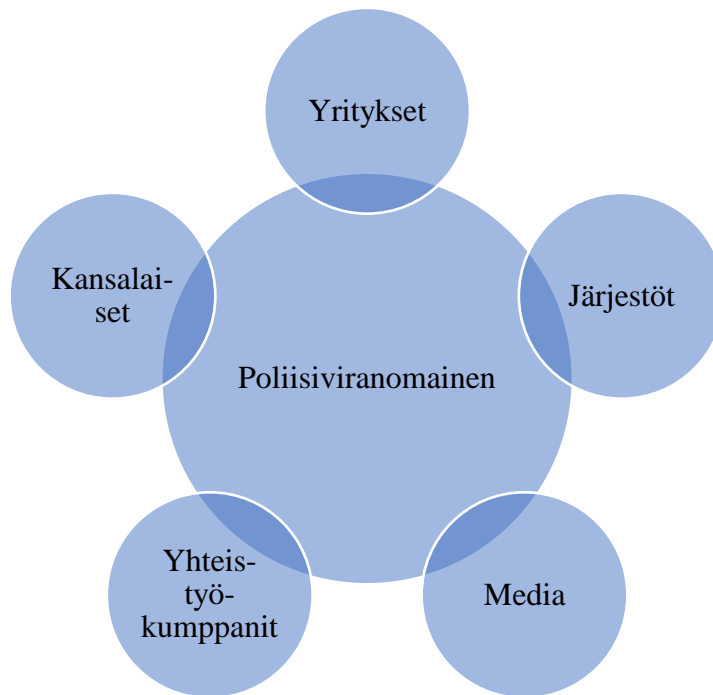 Yritykset
Kansalai-
set
Järjestöt
Poliisiviranomainen
Yhteis-
työ-
kumppanit
Media